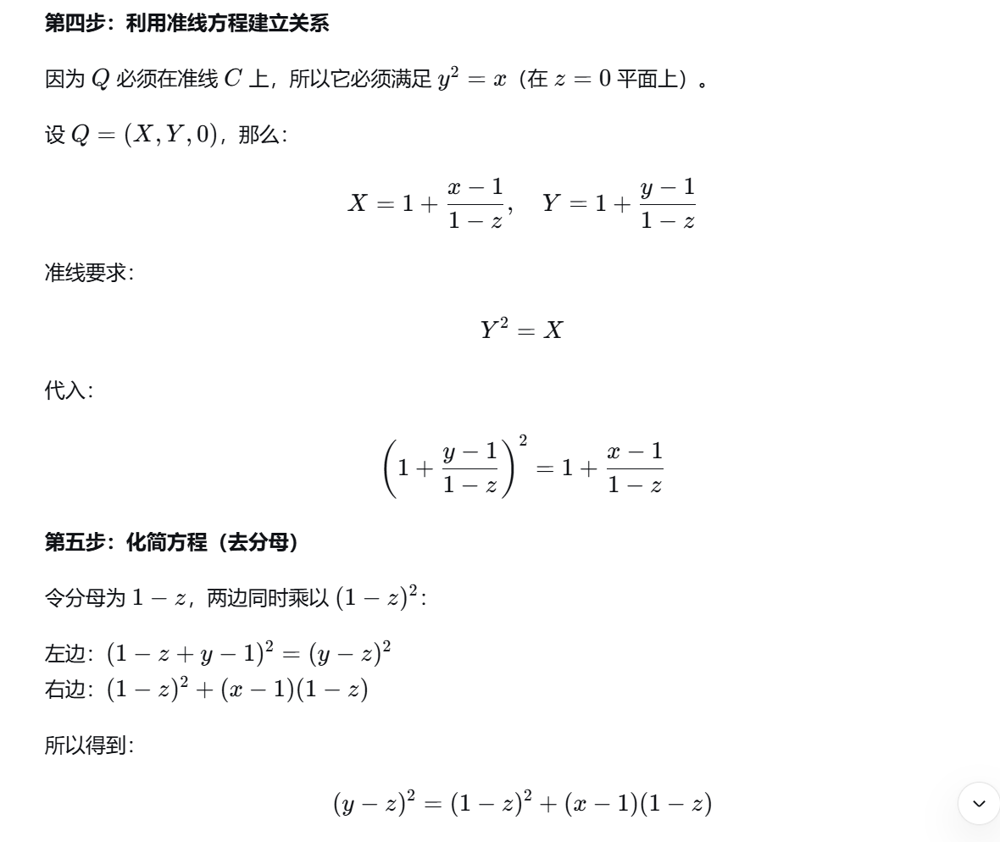 第四步：利用准线方程建立关系
因为 Q 必须在准线 C 上，所以它必须满足 y² = x（在 z = 0 平面上）。
设 Q = (X, Y, 0)，那么：
X = 1 + \frac{x − 1}{1 − z}, Y = 1 + \frac{y − 1}{1 − z}
准线要求：
Y² = X
代入：
\left(1 + \frac{y − 1}{1 − z}\right)² = 1 + \frac{x − 1}{1 − z}
第五步：化简方程（去分母）
令分母为 1 − z，两边同时乘以 (1 − z)²：
左边：(1 − z + y − 1)² = (y − z)²
右边：(1 − z)² + (x − 1)(1 − z)
所以得到：
(y − z)² = (1 − z)² + (x − 1)(1 − z)